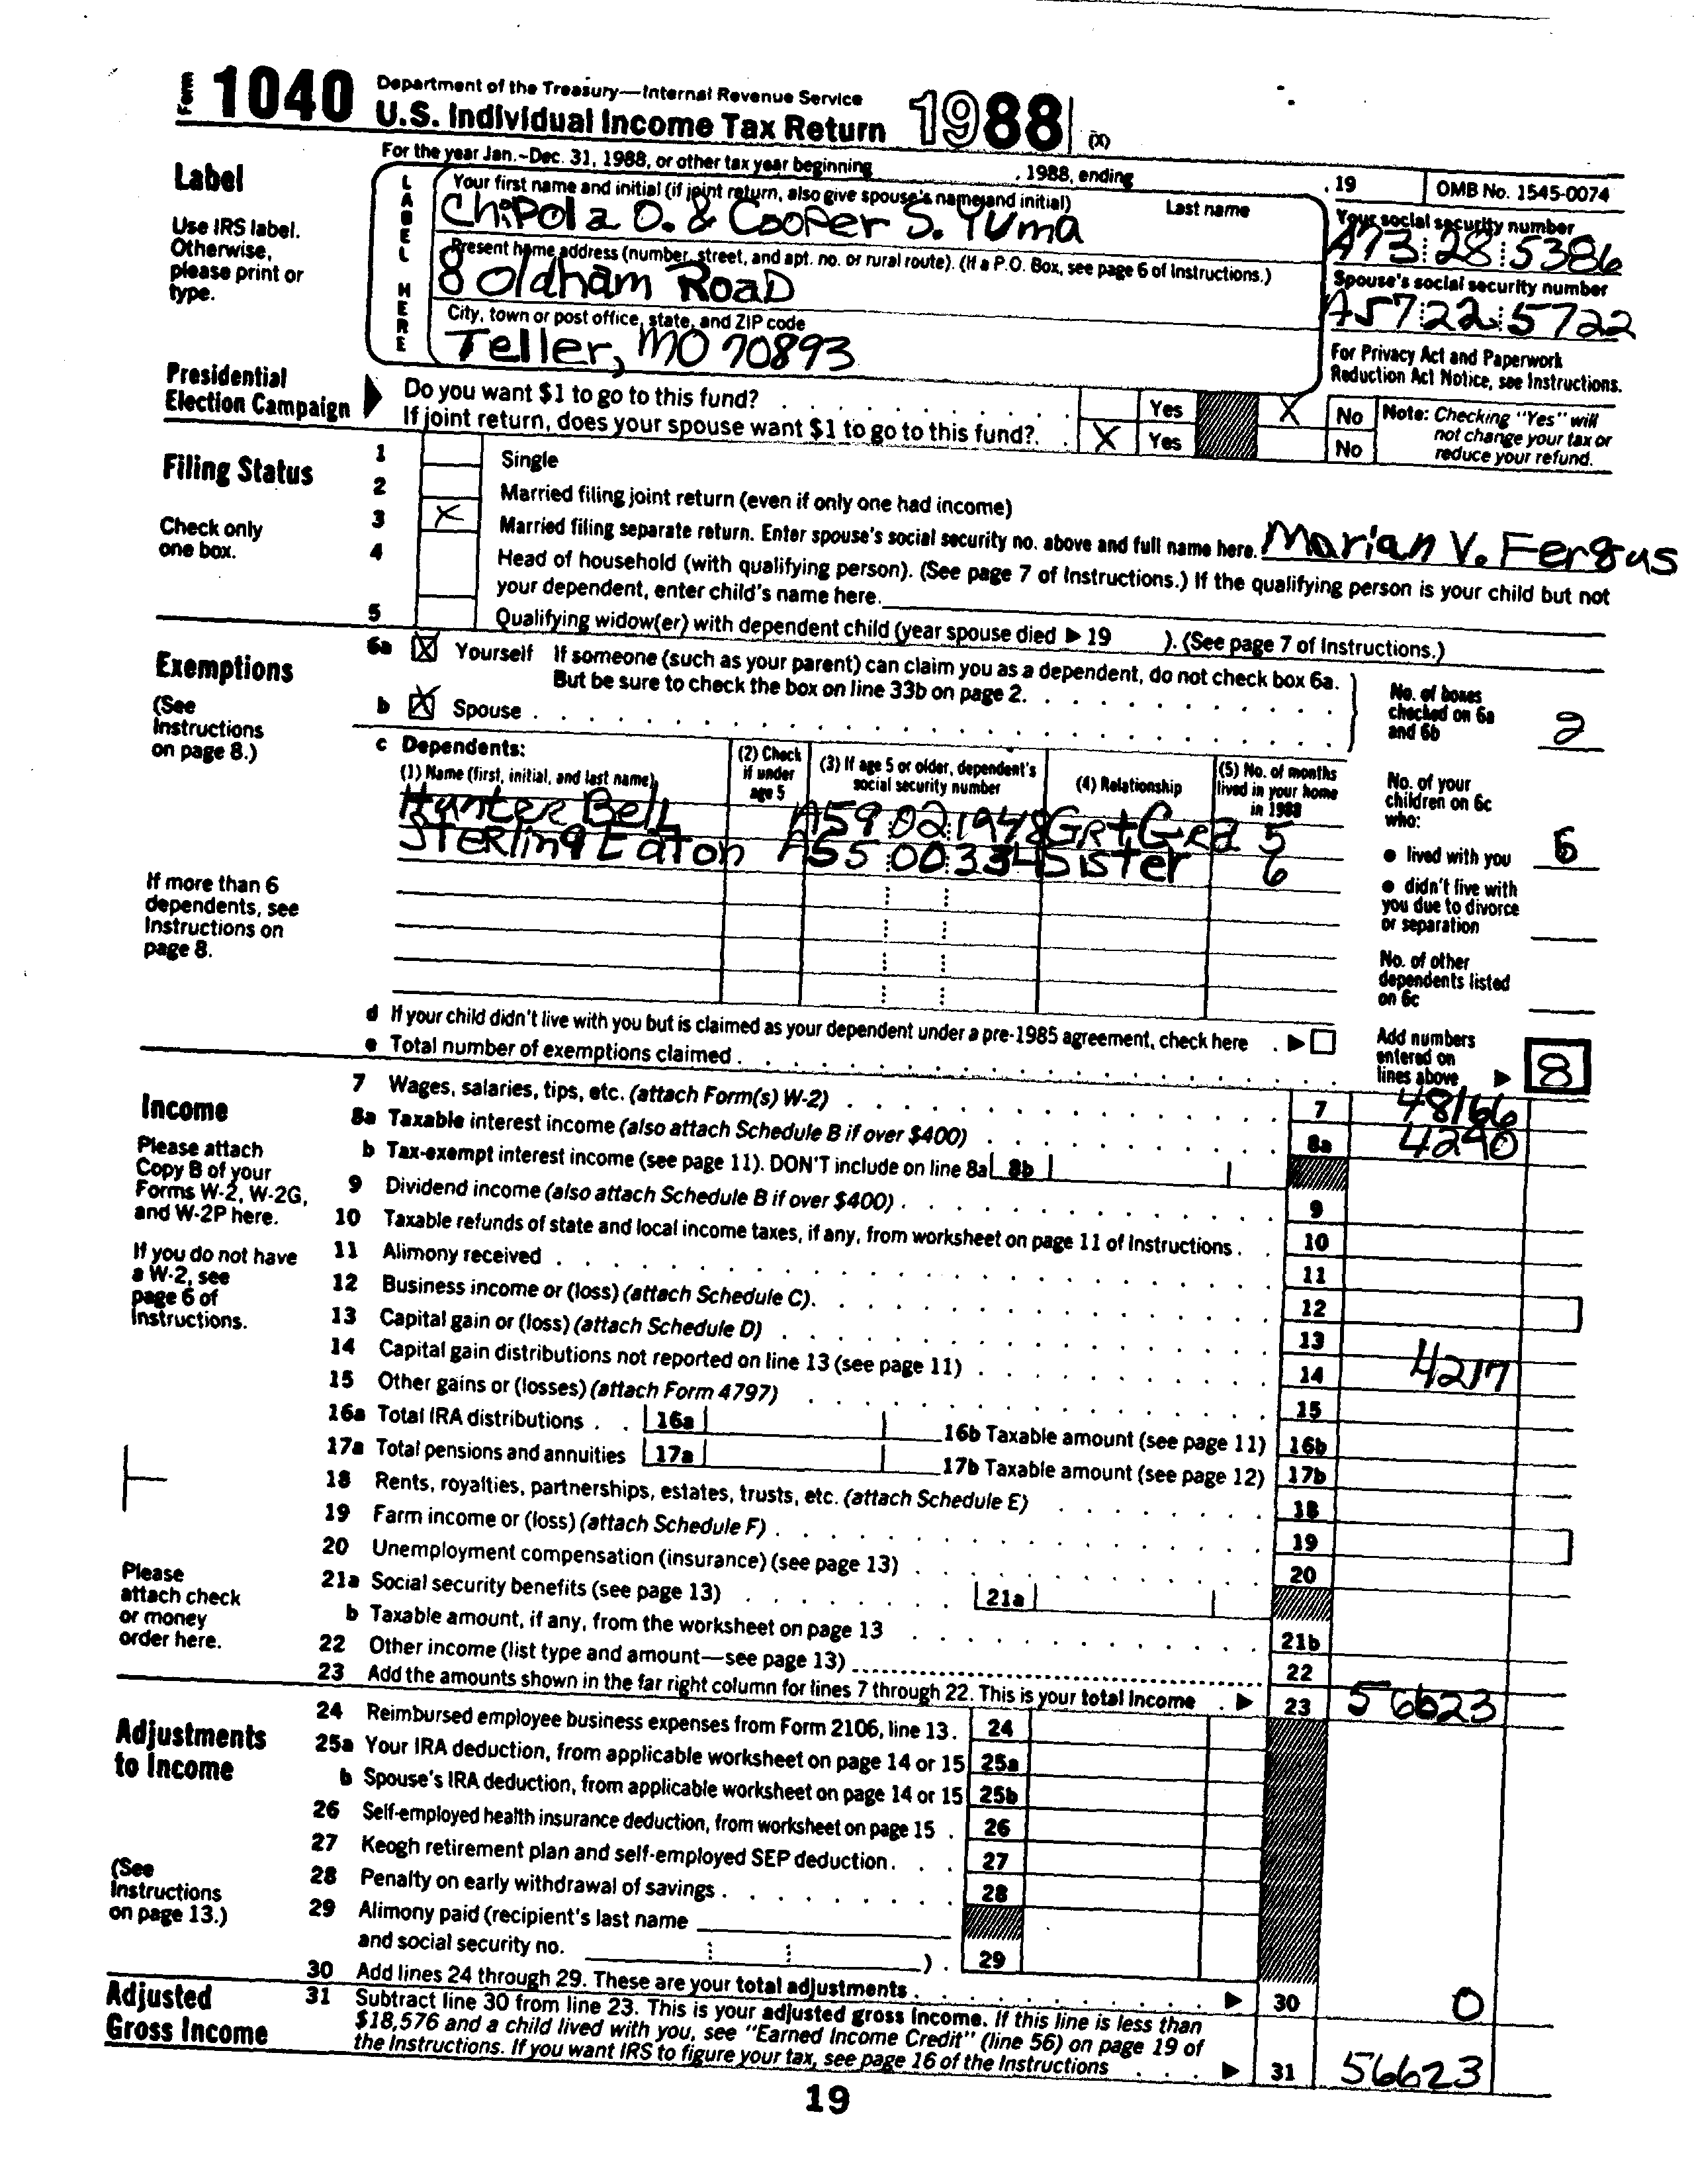 Form 1040 Department of the Treasury—Internal Revenue Service
U.S. Individual Income Tax Return 1988 (X)
For the year Jan.-Dec. 31, 1988, or other tax year beginning , 1988, ending , 19 OMB No. 1545-0074
Label
Use IRS label.
Otherwise,
please print or
type.
LABEL HERE
Your first name and initial (if joint return, also give spouse's name and initial) Last name
Chipola O. & Cooper S. Yuma
Your social security number
A73 28 5386
Present home address (number, street, and apt. no. or rural route). (If a P.O. Box, see page 6 of Instructions.)
8 Oldham Road
Spouse's social security number
A57 22 5722
City, town or post office, state, and ZIP code
Teller, MO 70893
For Privacy Act and Paperwork
Reduction Act Notice, see Instructions.
Presidential
Election Campaign
Do you want $1 to go to this fund? Yes X No
If joint return, does your spouse want $1 to go to this fund? X Yes No
Note: Checking "Yes" will
not change your tax or
reduce your refund.
Filing Status
Check only
one box.
1 Single
2 Married filing joint return (even if only one had income)
3 X Married filing separate return. Enter spouse's social security no. above and full name here. Marian V. Fergus
4 Head of household (with qualifying person). (See page 7 of Instructions.) If the qualifying person is your child but not
your dependent, enter child's name here.
5 Qualifying widow(er) with dependent child (year spouse died ▶ 19 ). (See page 7 of Instructions.)
Exemptions
(See
Instructions
on page 8.)
6a X Yourself If someone (such as your parent) can claim you as a dependent, do not check box 6a.
But be sure to check the box on line 33b on page 2.
b X Spouse
No. of boxes
checked on 6a
and 6b 2
c Dependents:
(1) Name (first, initial, and last name)
(2) Check
if under
age 5
(3) If age 5 or older, dependent's
social security number
(4) Relationship
(5) No. of months
lived in your home
in 1988
Hunter Bell A59 02 1948 Grt Grd 5
Sterling Eaton A55 00 334 Sister 6
If more than 6
dependents, see
Instructions on
page 8.
No. of your
children on 6c
who:
● lived with you 6
● didn't live with
you due to divorce
or separation
No. of other
dependents listed
on 6c
d If your child didn't live with you but is claimed as your dependent under a pre-1985 agreement, check here ▶
e Total number of exemptions claimed
Add numbers
entered on
lines above ▶ 8
Income
Please attach
Copy B of your
Forms W-2, W-2G,
and W-2P here.
If you do not have
a W-2, see
page 6 of
Instructions.
Please
attach check
or money
order here.
7 Wages, salaries, tips, etc. (attach Form(s) W-2) 7 48166
8a Taxable interest income (also attach Schedule B if over $400) 8a 4240
b Tax-exempt interest income (see page 11). DON'T include on line 8a 8b
9 Dividend income (also attach Schedule B if over $400) 9
10 Taxable refunds of state and local income taxes, if any, from worksheet on page 11 of Instructions 10
11 Alimony received 11
12 Business income or (loss) (attach Schedule C) 12
13 Capital gain or (loss) (attach Schedule D) 13
14 Capital gain distributions not reported on line 13 (see page 11) 14 4217
15 Other gains or (losses) (attach Form 4797) 15
16a Total IRA distributions 16a 16b Taxable amount (see page 11) 16b
17a Total pensions and annuities 17a 17b Taxable amount (see page 12) 17b
18 Rents, royalties, partnerships, estates, trusts, etc. (attach Schedule E) 18
19 Farm income or (loss) (attach Schedule F) 19
20 Unemployment compensation (insurance) (see page 13) 20
21a Social security benefits (see page 13) 21a
b Taxable amount, if any, from the worksheet on page 13 21b
22 Other income (list type and amount—see page 13) 22
23 Add the amounts shown in the far right column for lines 7 through 22. This is your total income ▶ 23 56623
Adjustments
to Income
(See
Instructions
on page 13.)
24 Reimbursed employee business expenses from Form 2106, line 13. 24
25a Your IRA deduction, from applicable worksheet on page 14 or 15 25a
b Spouse's IRA deduction, from applicable worksheet on page 14 or 15 25b
26 Self-employed health insurance deduction, from worksheet on page 15 26
27 Keogh retirement plan and self-employed SEP deduction 27
28 Penalty on early withdrawal of savings 28
29 Alimony paid (recipient's last name
and social security no. ) 29
30 Add lines 24 through 29. These are your total adjustments ▶ 30 0
Adjusted
Gross Income
31 Subtract line 30 from line 23. This is your adjusted gross income. If this line is less than
$18,576 and a child lived with you, see "Earned Income Credit" (line 56) on page 19 of
the Instructions. If you want IRS to figure your tax, see page 16 of the Instructions ▶ 31 56623
19